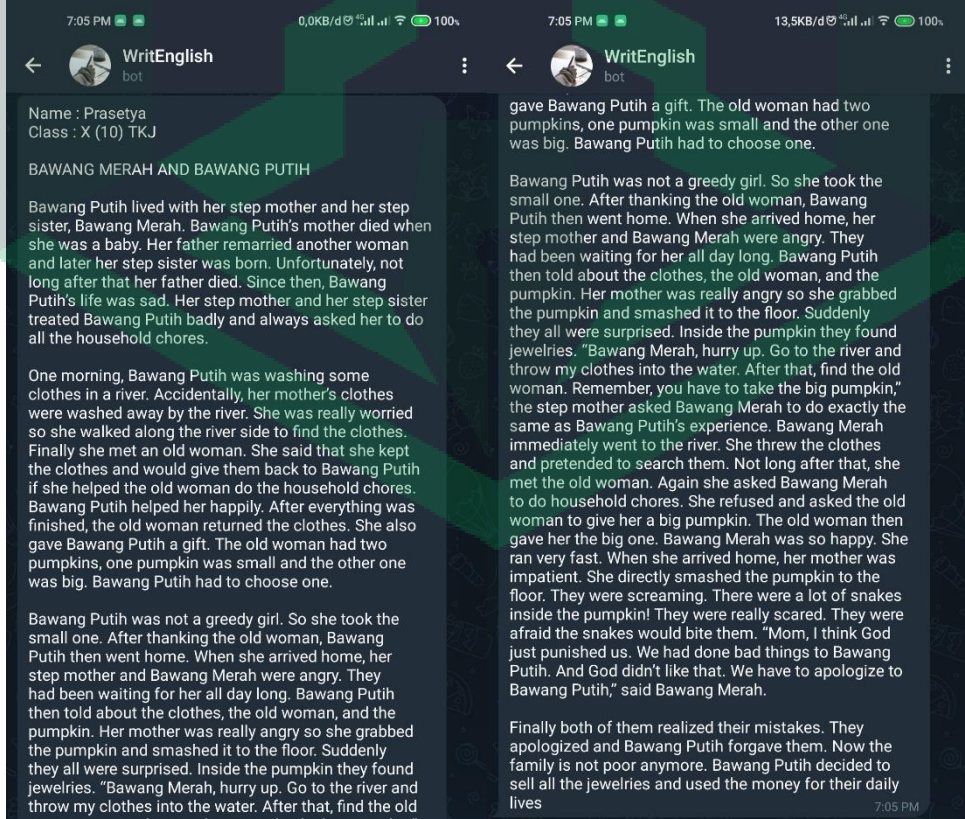 7:05 PM
0,0KB/d
4G
100%
WritEnglish
bot
Name : Prasetya
Class : X (10) TKJ
BAWANG MERAH AND BAWANG PUTIH
Bawang Putih lived with her step mother and her step
sister, Bawang Merah. Bawang Putih’s mother died when
she was a baby. Her father remarried another woman
and later her step sister was born. Unfortunately, not
long after that her father died. Since then, Bawang
Putih’s life was sad. Her step mother and her step sister
treated Bawang Putih badly and always asked her to do
all the household chores.
One morning, Bawang Putih was washing some
clothes in a river. Accidentally, her mother’s clothes
were washed away by the river. She was really worried
so she walked along the river side to find the clothes.
Finally she met an old woman. She said that she kept
the clothes and would give them back to Bawang Putih
if she helped the old woman do the household chores.
Bawang Putih helped her happily. After everything was
finished, the old woman returned the clothes. She also
gave Bawang Putih a gift. The old woman had two
pumpkins, one pumpkin was small and the other one
was big. Bawang Putih had to choose one.
Bawang Putih was not a greedy girl. So she took the
small one. After thanking the old woman, Bawang
Putih then went home. When she arrived home, her
step mother and Bawang Merah were angry. They
had been waiting for her all day long. Bawang Putih
then told about the clothes, the old woman, and the
pumpkin. Her mother was really angry so she grabbed
the pumpkin and smashed it to the floor. Suddenly
they all were surprised. Inside the pumpkin they found
jewelries. “Bawang Merah, hurry up. Go to the river and
throw my clothes into the water. After that, find the old
7:05 PM
13,5KB/d
4G
100%
WritEnglish
bot
gave Bawang Putih a gift. The old woman had two
pumpkins, one pumpkin was small and the other one
was big. Bawang Putih had to choose one.
Bawang Putih was not a greedy girl. So she took the
small one. After thanking the old woman, Bawang
Putih then went home. When she arrived home, her
step mother and Bawang Merah were angry. They
had been waiting for her all day long. Bawang Putih
then told about the clothes, the old woman, and the
pumpkin. Her mother was really angry so she grabbed
the pumpkin and smashed it to the floor. Suddenly
they all were surprised. Inside the pumpkin they found
jewelries. “Bawang Merah, hurry up. Go to the river and
throw my clothes into the water. After that, find the old
woman. Remember, you have to take the big pumpkin,”
the step mother asked Bawang Merah to do exactly the
same as Bawang Putih’s experience. Bawang Merah
immediately went to the river. She threw the clothes
and pretended to search them. Not long after that, she
met the old woman. Again she asked Bawang Merah
to do household chores. She refused and asked the old
woman to give her a big pumpkin. The old woman then
gave her the big one. Bawang Merah was so happy. She
ran very fast. When she arrived home, her mother was
impatient. She directly smashed the pumpkin to the
floor. They were screaming. There were a lot of snakes
inside the pumpkin! They were really scared. They were
afraid the snakes would bite them. “Mom, I think God
just punished us. We had done bad things to Bawang
Putih. And God didn’t like that. We have to apologize to
Bawang Putih,” said Bawang Merah.
Finally both of them realized their mistakes. They
apologized and Bawang Putih forgave them. Now the
family is not poor anymore. Bawang Putih decided to
sell all the jewelries and used the money for their daily
lives
7:05 PM